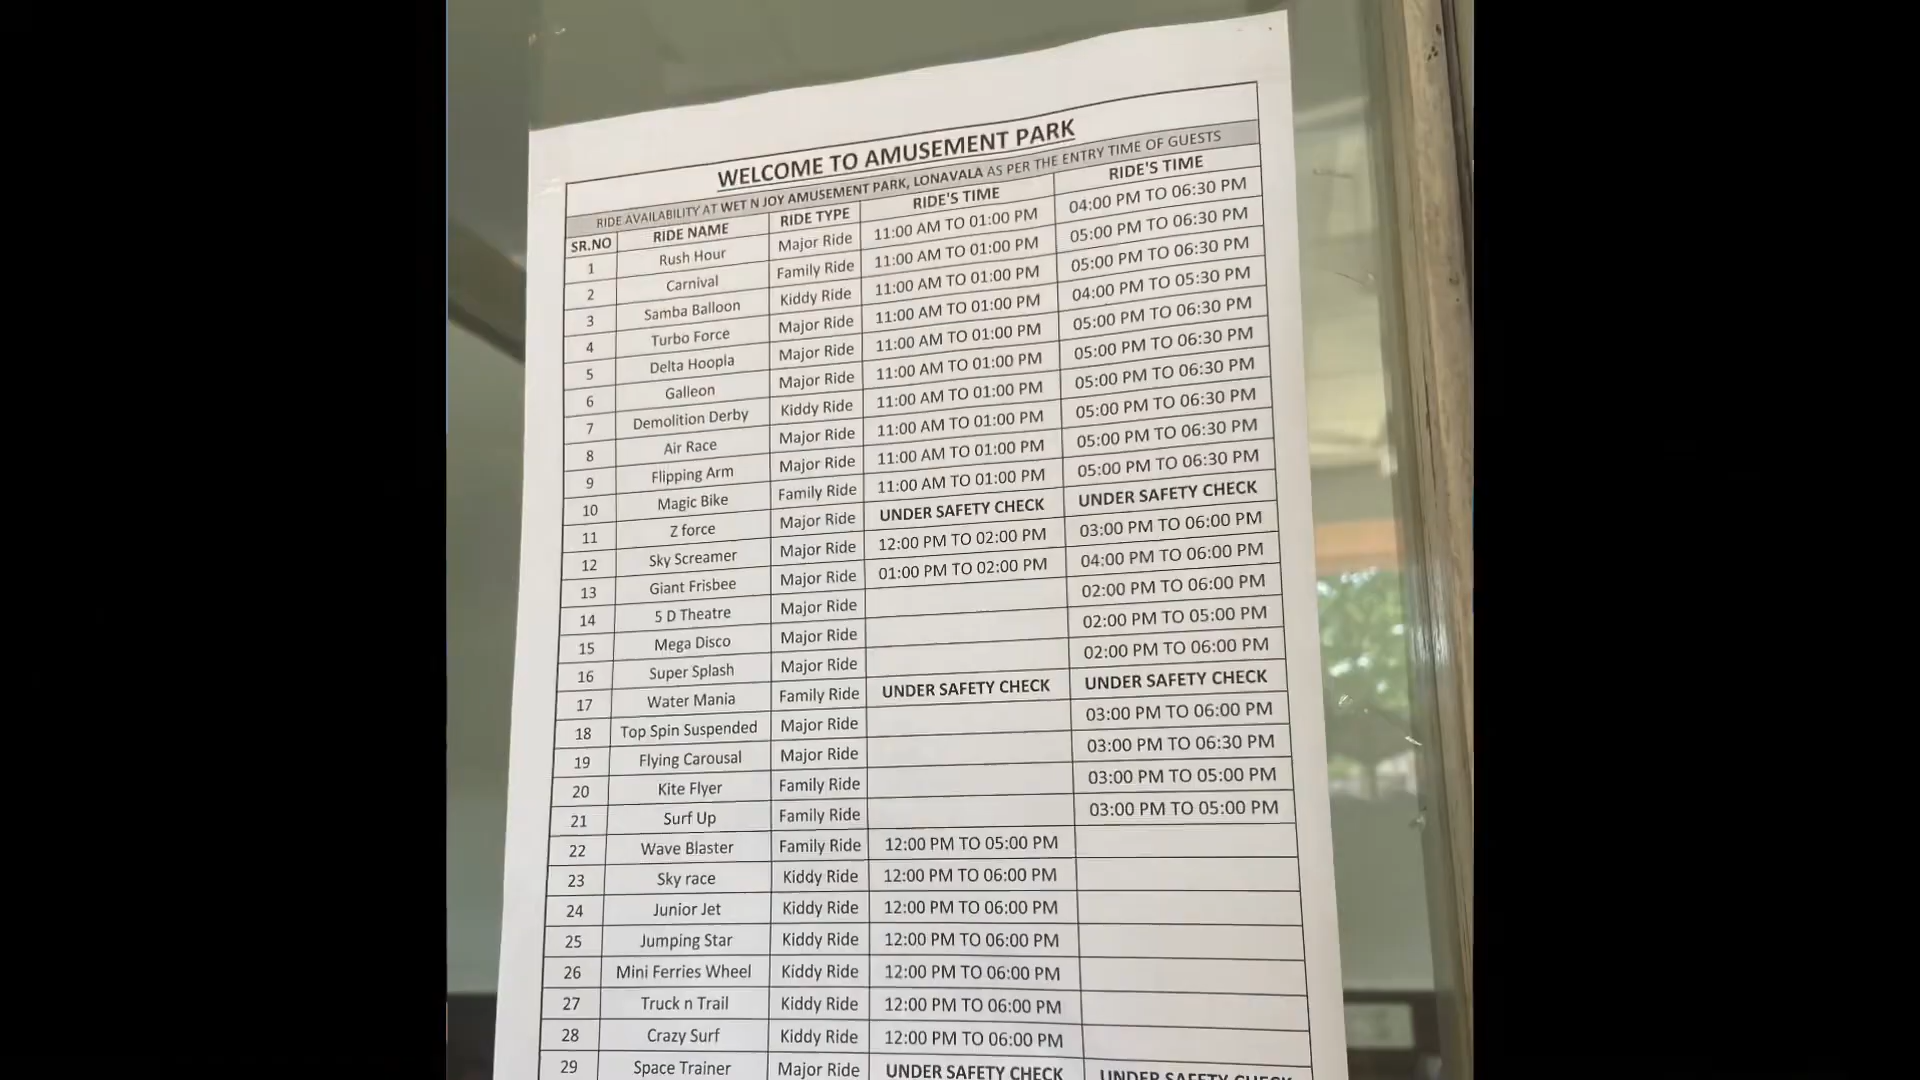 WELCOME TO AMUSEMENT PARK
RIDE AVAILABILITY AT WET N JOY AMUSEMENT PARK, LONAVALA AS PER THE ENTRY TIME OF GUESTS
SR.NO RIDE NAME RIDE TYPE RIDE'S TIME RIDE'S TIME
1 Rush Hour Major Ride 11:00 AM TO 01:00 PM 04:00 PM TO 06:30 PM
2 Carnival Family Ride 11:00 AM TO 01:00 PM 05:00 PM TO 06:30 PM
3 Samba Balloon Kiddy Ride 11:00 AM TO 01:00 PM 05:00 PM TO 06:30 PM
4 Turbo Force Major Ride 11:00 AM TO 01:00 PM 04:00 PM TO 05:30 PM
5 Delta Hoopla Major Ride 11:00 AM TO 01:00 PM 05:00 PM TO 06:30 PM
6 Galleon Major Ride 11:00 AM TO 01:00 PM 05:00 PM TO 06:30 PM
7 Demolition Derby Kiddy Ride 11:00 AM TO 01:00 PM 05:00 PM TO 06:30 PM
8 Air Race Major Ride 11:00 AM TO 01:00 PM 05:00 PM TO 06:30 PM
9 Flipping Arm Major Ride 11:00 AM TO 01:00 PM 05:00 PM TO 06:30 PM
10 Magic Bike Family Ride 11:00 AM TO 01:00 PM 05:00 PM TO 06:30 PM
11 Z force Major Ride UNDER SAFETY CHECK UNDER SAFETY CHECK
12 Sky Screamer Major Ride 12:00 PM TO 02:00 PM 03:00 PM TO 06:00 PM
13 Giant Frisbee Major Ride 01:00 PM TO 02:00 PM 04:00 PM TO 06:00 PM
14 5 D Theatre Major Ride 02:00 PM TO 06:00 PM
15 Mega Disco Major Ride 02:00 PM TO 05:00 PM
16 Super Splash Major Ride 02:00 PM TO 06:00 PM
17 Water Mania Family Ride UNDER SAFETY CHECK UNDER SAFETY CHECK
18 Top Spin Suspended Major Ride 03:00 PM TO 06:00 PM
19 Flying Carousal Major Ride 03:00 PM TO 06:30 PM
20 Kite Flyer Family Ride 03:00 PM TO 05:00 PM
21 Surf Up Family Ride 03:00 PM TO 05:00 PM
22 Wave Blaster Family Ride 12:00 PM TO 05:00 PM
23 Sky race Kiddy Ride 12:00 PM TO 06:00 PM
24 Junior Jet Kiddy Ride 12:00 PM TO 06:00 PM
25 Jumping Star Kiddy Ride 12:00 PM TO 06:00 PM
26 Mini Ferries Wheel Kiddy Ride 12:00 PM TO 06:00 PM
27 Truck n Trail Kiddy Ride 12:00 PM TO 06:00 PM
28 Crazy Surf Kiddy Ride 12:00 PM TO 06:00 PM
29 Space Trainer Major Ride UNDER SAFETY CHECK UNDER SAFETY CHECK